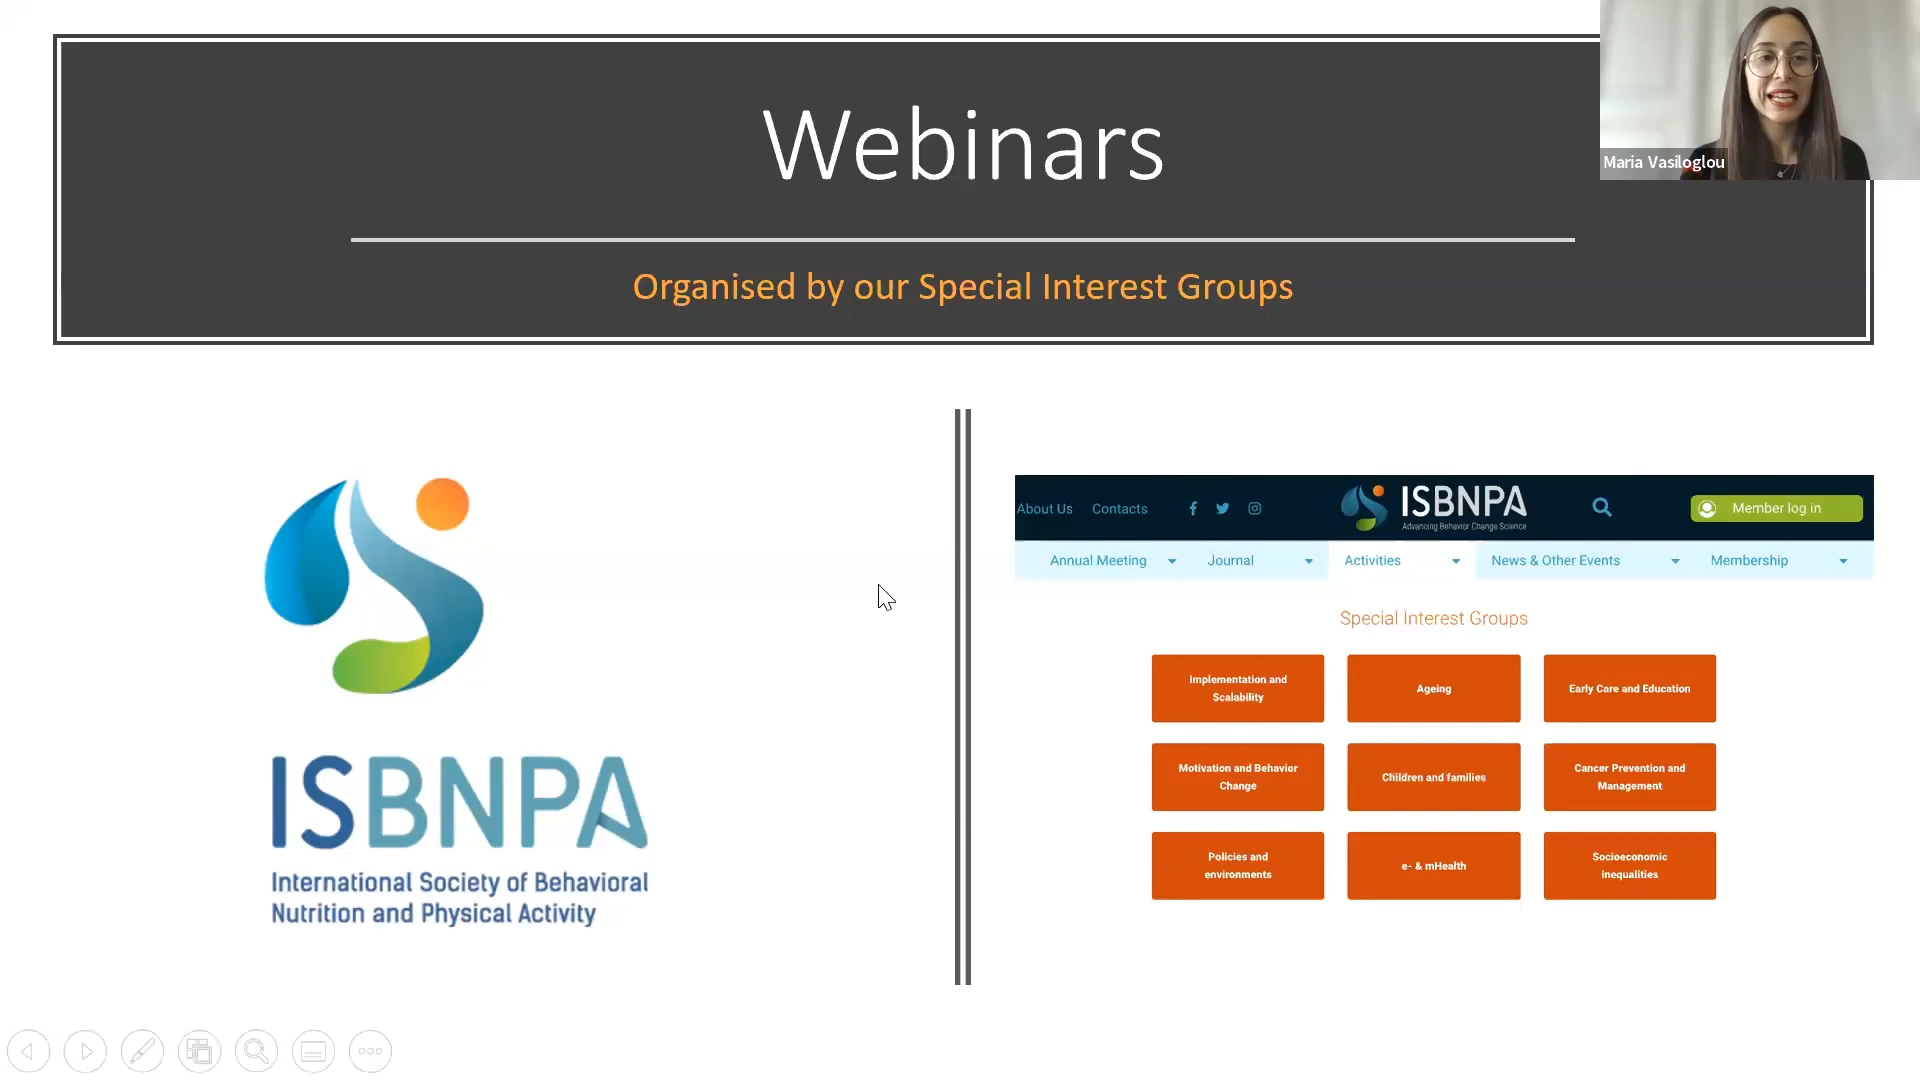 Webinars
Maria Vasiloglou
Organised by our Special Interest Groups
ISBNPA
International Society of Behavioral
Nutrition and Physical Activity
About Us
Contacts
ISBNPA
Advancing Behavior Change Science
Member log in
Annual Meeting
Journal
Activities
News & Other Events
Membership
Special Interest Groups
Implementation and
Scalability
Ageing
Early Care and Education
Motivation and Behavior
Change
Children and families
Cancer Prevention and
Management
Policies and
environments
e- & mHealth
Socioeconomic
inequalities